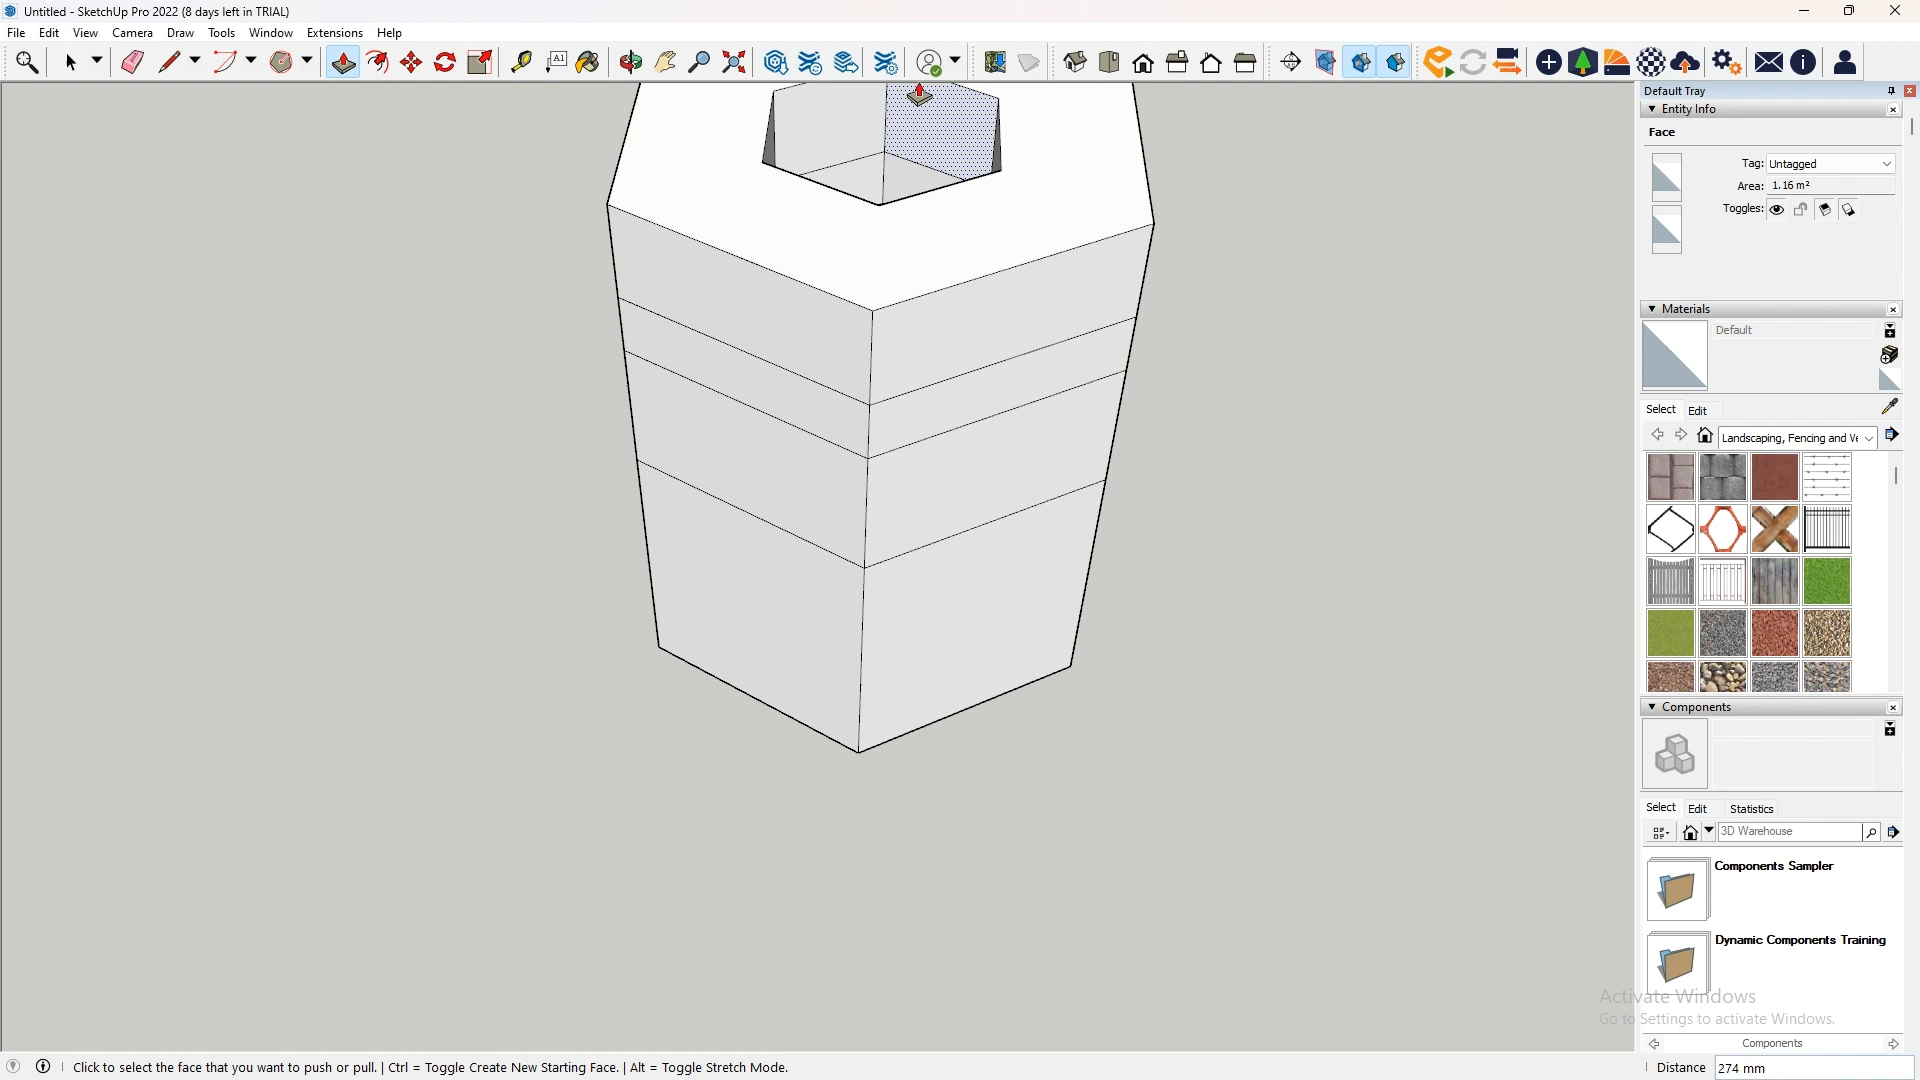 Untitled - SketchUp Pro 2022 (8 days left in TRIAL)
File Edit View Camera Draw Tools Window Extensions Help
A1
Default Tray
Entity Info
Face
Tag: Untagged
Area: 1.16 m²
Toggles:
Materials
Default
Select Edit
Landscaping, Fencing and Ve
Components
Select Edit Statistics
3D Warehouse
Components Sampler
Dynamic Components Training
Activate Windows
Go to Settings to activate Windows.
Components
Click to select the face that you want to push or pull. | Ctrl = Toggle Create New Starting Face. | Alt = Toggle Stretch Mode.
Distance 274 mm